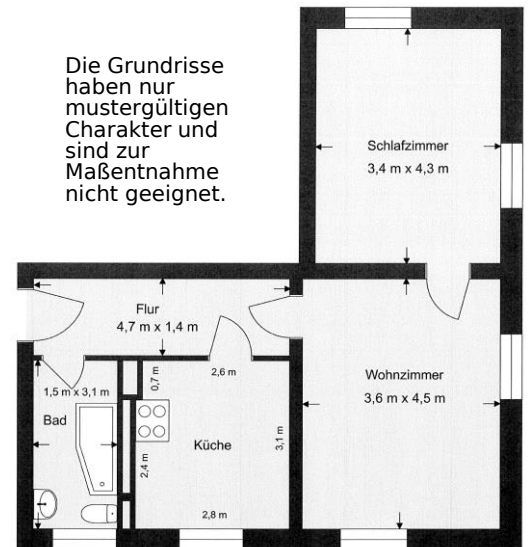 Die Grundrisse
haben nur
mustergültigen
Charakter und
sind zur
Maßentnahme
nicht geeignet.
Schlafzimmer
3,4 m x 4,3 m
Flur
4,7 m x 1,4 m
Wohnzimmer
3,6 m x 4,5 m
1,5 m x 3,1 m
Bad
0,7 m
2,6 m
Küche
2,4 m
3,1 m
2,8 m